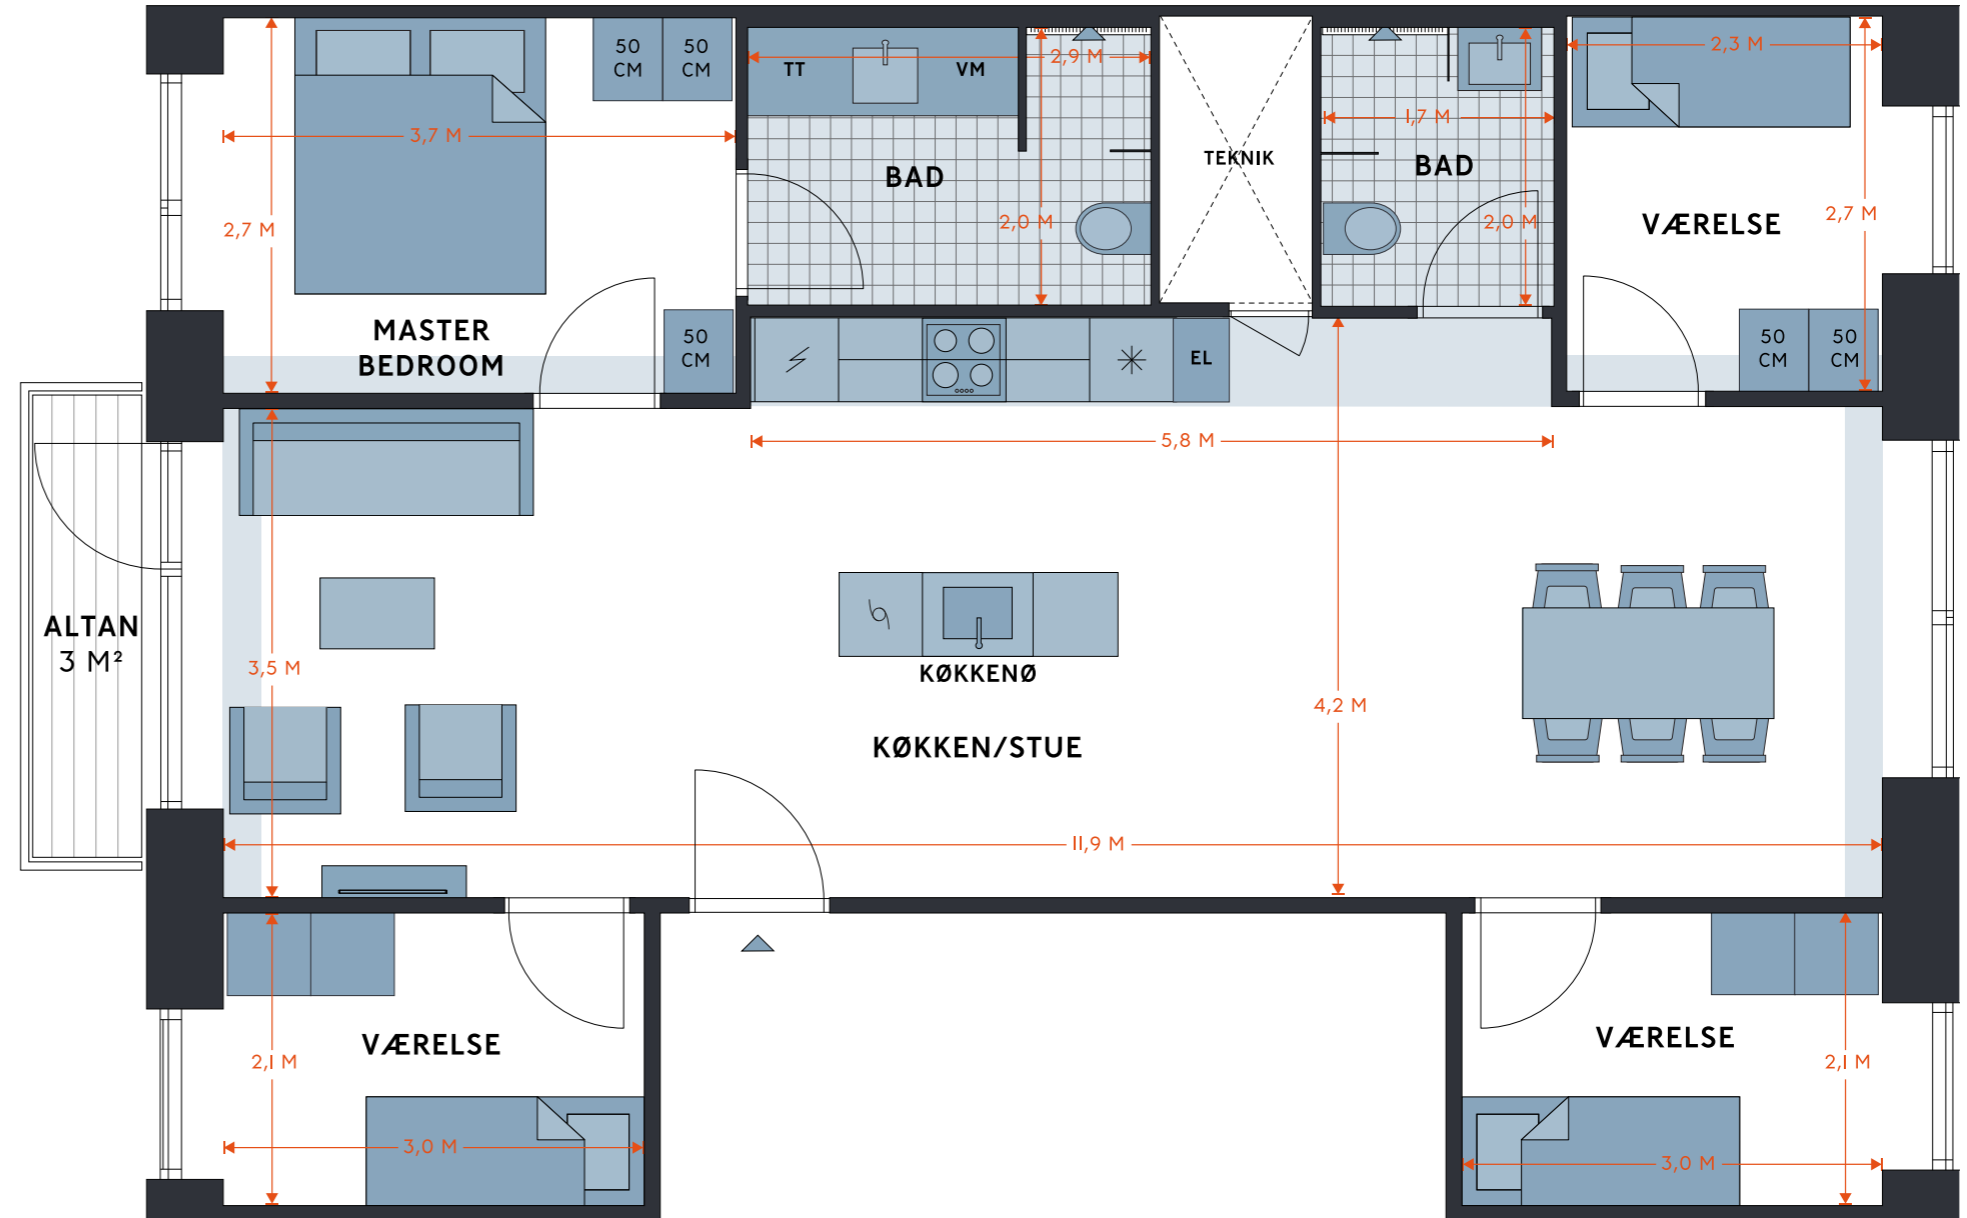 50
CM
50
CM
3,7 M
2,7 M
MASTER
BEDROOM
50
CM
TT
VM
2,9 M
BAD
2,0 M
TEKNIK
1,7 M
BAD
2,0 M
2,3 M
VÆRELSE
2,7 M
50
CM
50
CM
EL
5,8 M
ALTAN
3 M²
3,5 M
KØKKENØ
KØKKEN/STUE
4,2 M
11,9 M
VÆRELSE
2,1 M
3,0 M
VÆRELSE
2,1 M
3,0 M